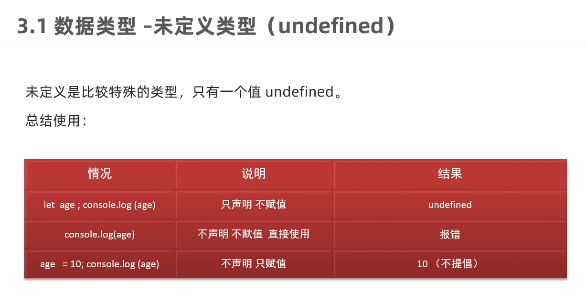 3.1 数据类型 –未定义类型（undefined）
未定义是比较特殊的类型，只有一个值 undefined。
总结使用：
情况 说明 结果
let age ; console.log (age) 只声明 不赋值 undefined
console.log(age) 不声明 不赋值 直接使用 报错
age = 10; console.log (age) 不声明 只赋值 10 （不提倡）